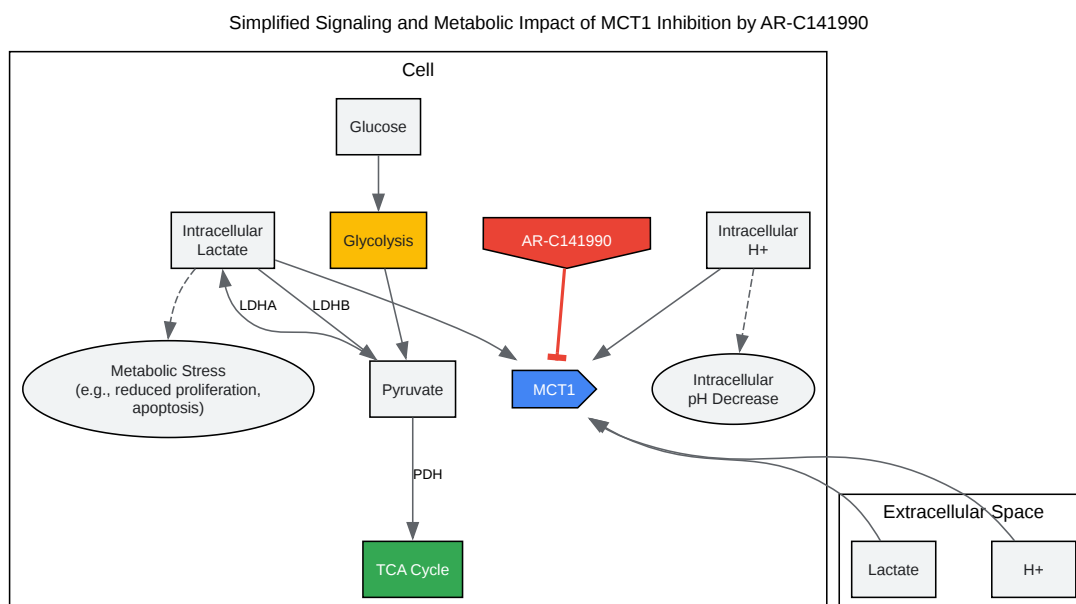 Simplified Signaling and Metabolic Impact of MCT1 Inhibition by AR-C141990
Cell
Glucose
Intracellular
Lactate
Glycolysis
AR-C141990
Intracellular
H+
LDHA
LDHB
Metabolic Stress
(e.g., reduced proliferation,
apoptosis)
Pyruvate
MCT1
Intracellular
pH Decrease
PDH
Extracellular Space
TCA Cycle
Lactate
H+